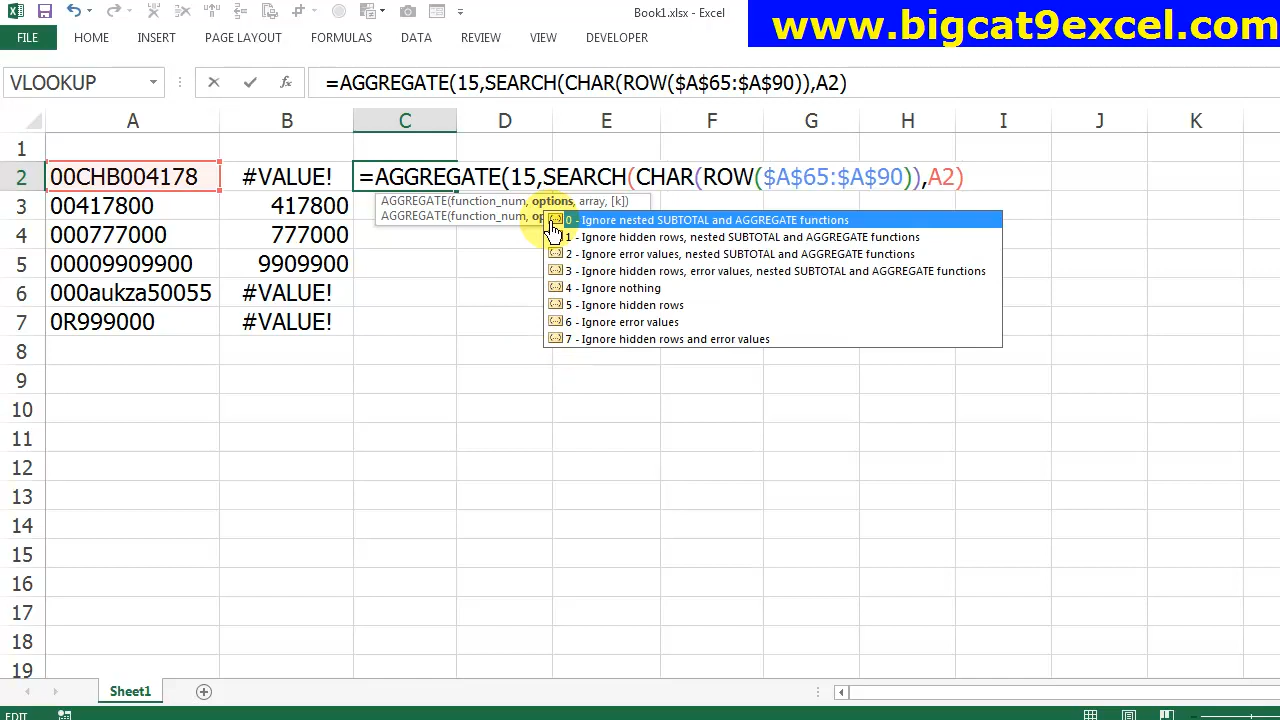 Book1.xlsx - Excel
www.bigcat9excel.com
FILE HOME INSERT PAGE LAYOUT FORMULAS DATA REVIEW VIEW DEVELOPER
VLOOKUP
fx
=AGGREGATE(15,SEARCH(CHAR(ROW($A$65:$A$90)),A2)
A B C D E F G H I J K
1
2 00CHB004178 #VALUE! =AGGREGATE(15,SEARCH(CHAR(ROW($A$65:$A$90)),A2)
AGGREGATE(function_num, options, array, [k])
3 00417800 417800
AGGREGATE(function_num, op
0 - Ignore nested SUBTOTAL and AGGREGATE functions
4 000777000 777000
1 - Ignore hidden rows, nested SUBTOTAL and AGGREGATE functions
2 - Ignore error values, nested SUBTOTAL and AGGREGATE functions
5 00009909900 9909900
3 - Ignore hidden rows, error values, nested SUBTOTAL and AGGREGATE functions
4 - Ignore nothing
6 000aukza50055 #VALUE!
5 - Ignore hidden rows
7 0R999000 #VALUE!
6 - Ignore error values
7 - Ignore hidden rows and error values
8
9
10
11
12
13
14
15
16
17
18
19
Sheet1
EDIT